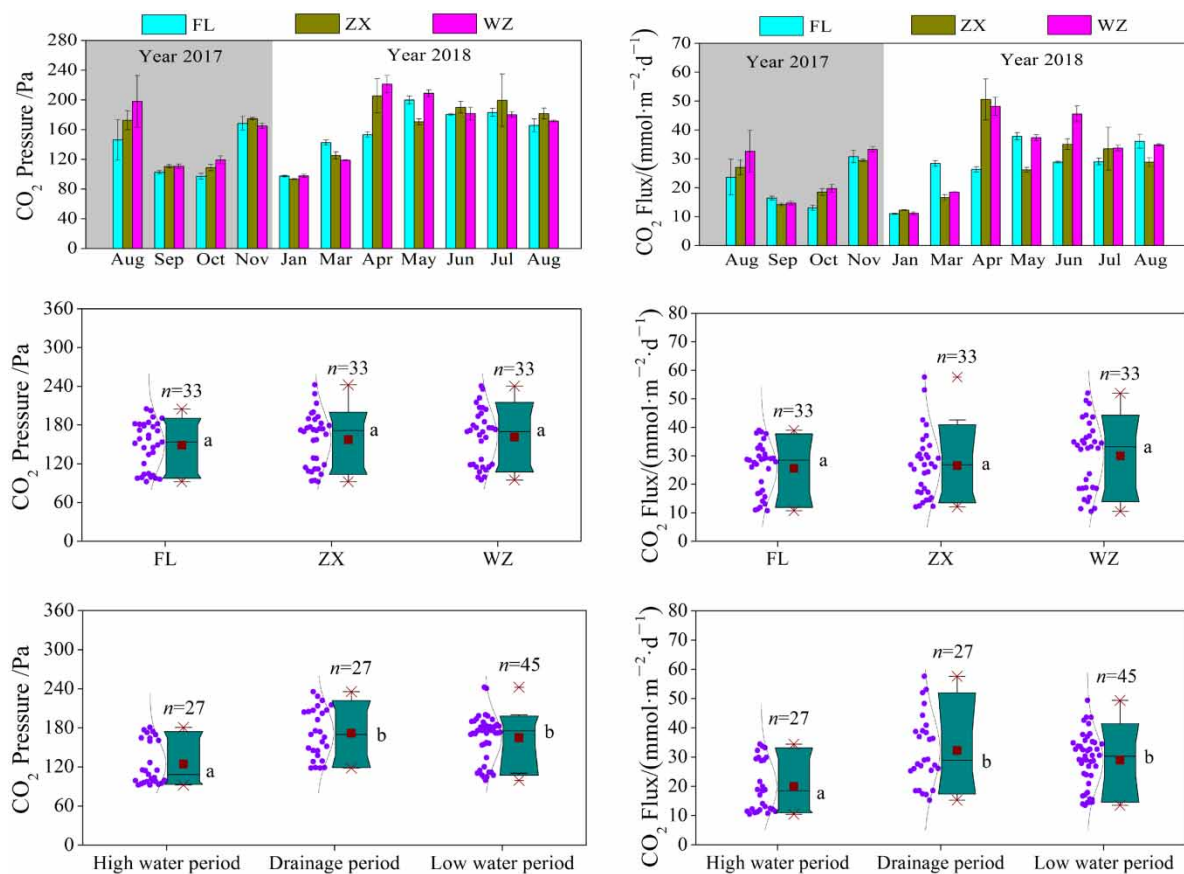 FL ZX WZ
Year 2017 Year 2018
CO₂ Pressure /Pa
280
240
200
160
120
80
40
0
Aug Sep Oct Nov Jan Mar Apr May Jun Jul Aug
FL ZX WZ
Year 2017 Year 2018
CO₂ Flux/(mmol·m⁻²·d⁻¹)
70
60
50
40
30
20
10
0
Aug Sep Oct Nov Jan Mar Apr May Jun Jul Aug
CO₂ Pressure /Pa
360
300
240
180
120
60
0
n=33 n=33 n=33
a a a
FL ZX WZ
CO₂ Flux/(mmol·m⁻²·d⁻¹)
80
70
60
50
40
30
20
10
0
n=33 n=33 n=33
a a a
FL ZX WZ
CO₂ Pressure /Pa
360
300
240
180
120
60
0
n=27 n=27 n=45
a b b
High water period Drainage period Low water period
CO₂ Flux/(mmol·m⁻²·d⁻¹)
80
70
60
50
40
30
20
10
0
n=27 n=27 n=45
a b b
High water period Drainage period Low water period